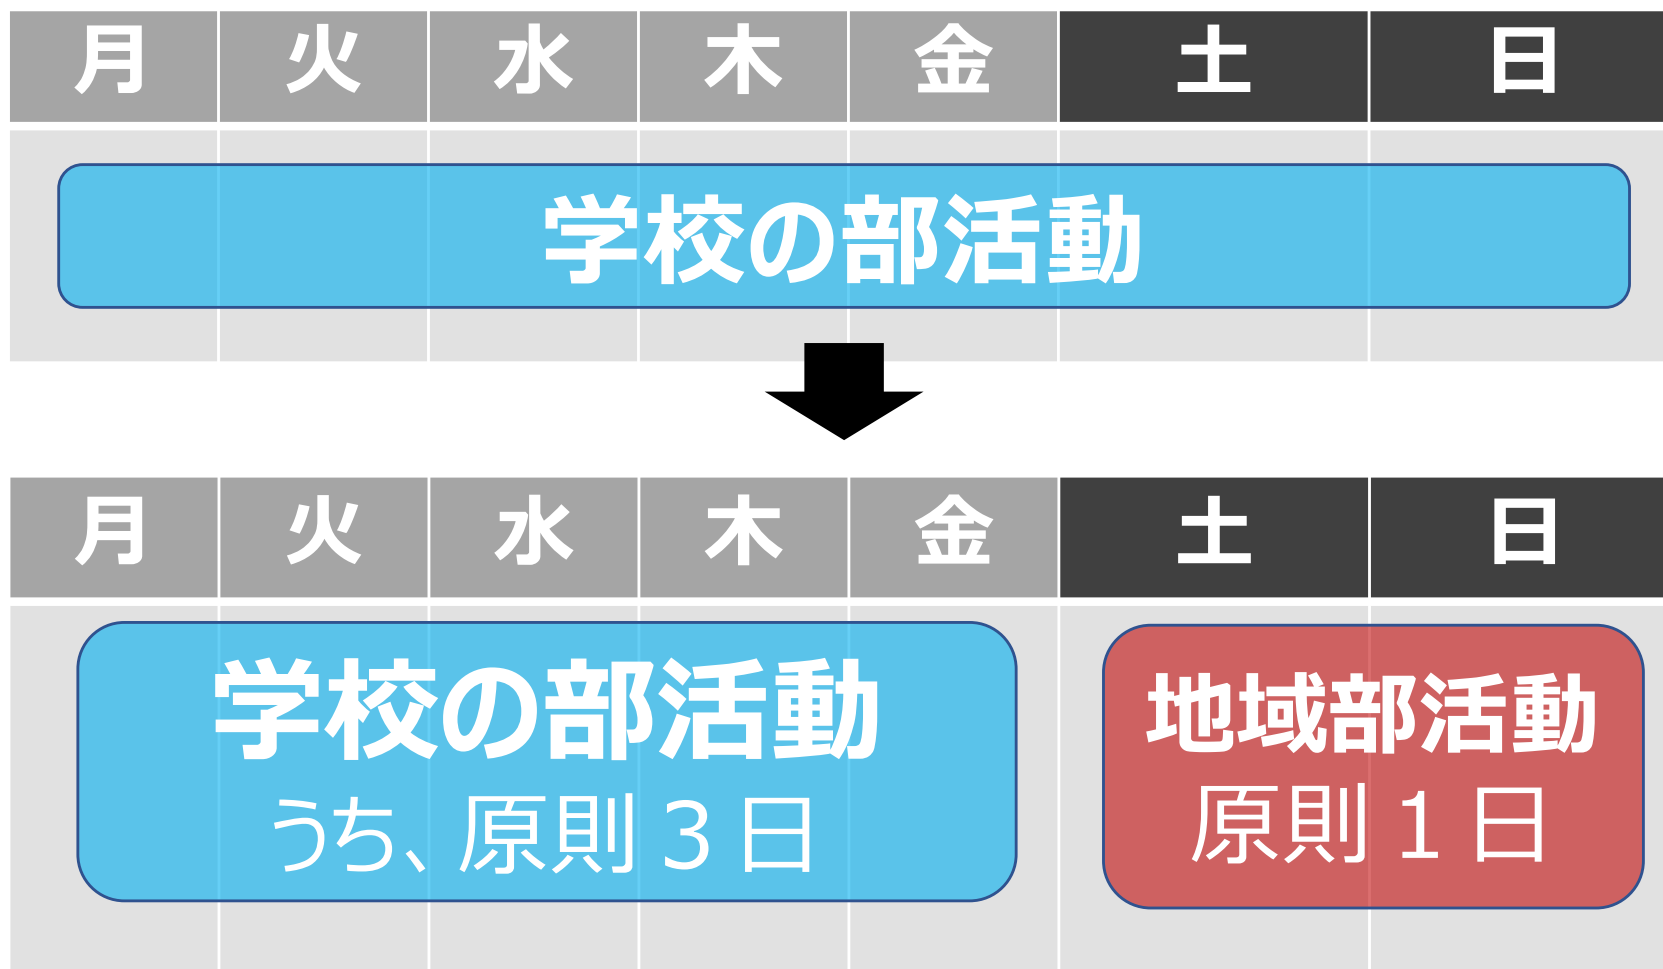 月 火 水 木 金 土 日
学校の部活動
月 火 水 木 金 土 日
学校の部活動
うち、原則3日
地域部活動
原則1日